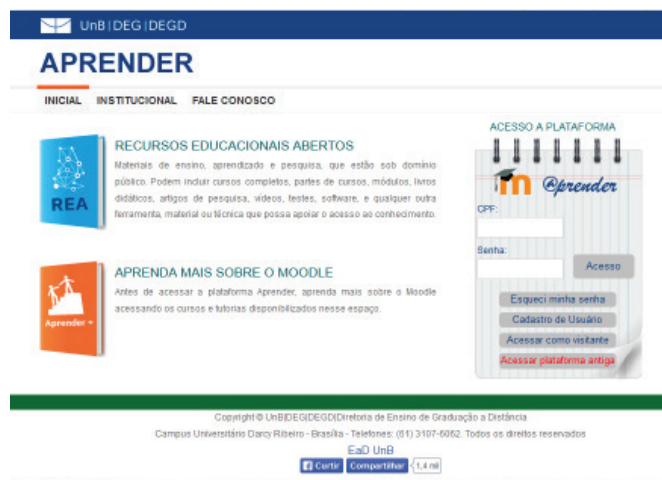 UnB | DEG | DEGD
APRENDER
INICIAL INSTITUCIONAL FALE CONOSCO
REA
RECURSOS EDUCACIONAIS ABERTOS
Materiais de ensino, aprendizado e pesquisa, que estão sob domínio
público. Podem incluir cursos completos, partes de cursos, módulos, livros
didáticos, artigos de pesquisa, vídeos, testes, software, e qualquer outra
ferramenta, material ou técnica que possa apoiar o acesso ao conhecimento.
Aprender +
APRENDA MAIS SOBRE O MOODLE
Antes de acessar a plataforma Aprender, aprenda mais sobre o Moodle
acessando os cursos e tutorias disponibilizados nesse espaço.
ACESSO A PLATAFORMA
m @prender
CPF:
Senha:
Acesso
Esqueci minha senha
Cadastro de Usuário
Acessar como visitante
Acessar plataforma antiga
Copyright © UnB|DEG|DEGD|Diretoria de Ensino de Graduação a Distância
Campus Universitário Darcy Ribeiro - Brasília - Telefones: (61) 3107-6062. Todos os direitos reservados
EaD UnB
Curtir Compartilhar 1,4 mil